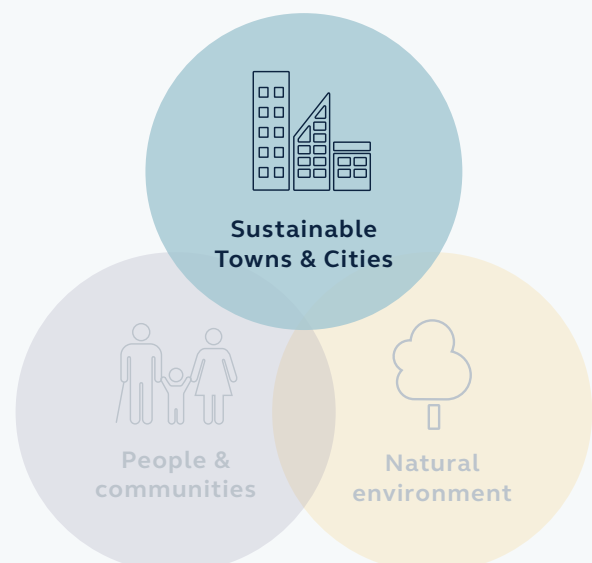 Sustainable
Towns & Cities
People &
communities
Natural
environment